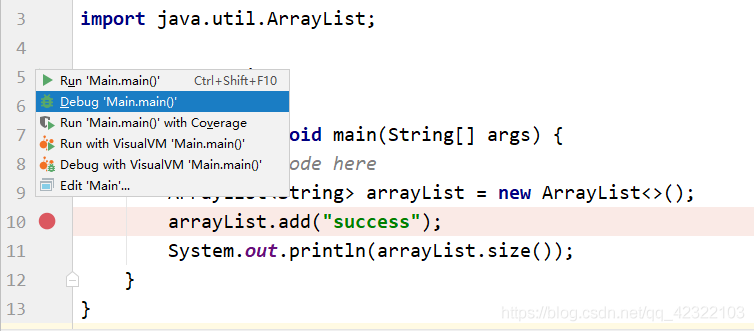 3 import java.util.ArrayList;
4
5
Run 'Main.main()' Ctrl+Shift+F10
6
Debug 'Main.main()'
Run 'Main.main()' with Coverage
7 oid main(String[] args) {
Run with VisualVM 'Main.main()'
8 ode here
Debug with VisualVM 'Main.main()'
9 ArrayList<String> arrayList = new ArrayList<>();
Edit 'Main'...
10 arrayList.add("success");
11 System.out.println(arrayList.size());
12 }
13 }
https://blog.csdn.net/qq_42322103